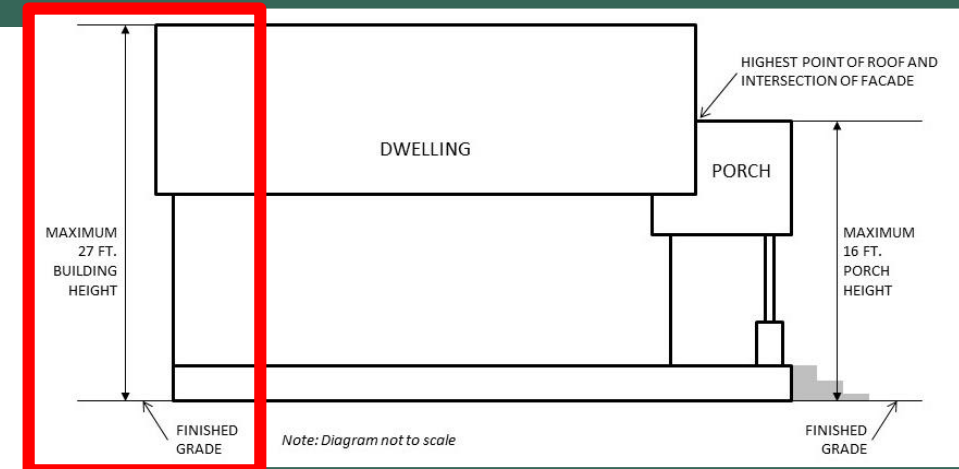 HIGHEST POINT OF ROOF AND
INTERSECTION OF FACADE
DWELLING
PORCH
MAXIMUM
27 FT.
BUILDING
HEIGHT
MAXIMUM
16 FT.
PORCH
HEIGHT
FINISHED
GRADE
Note: Diagram not to scale
FINISHED
GRADE